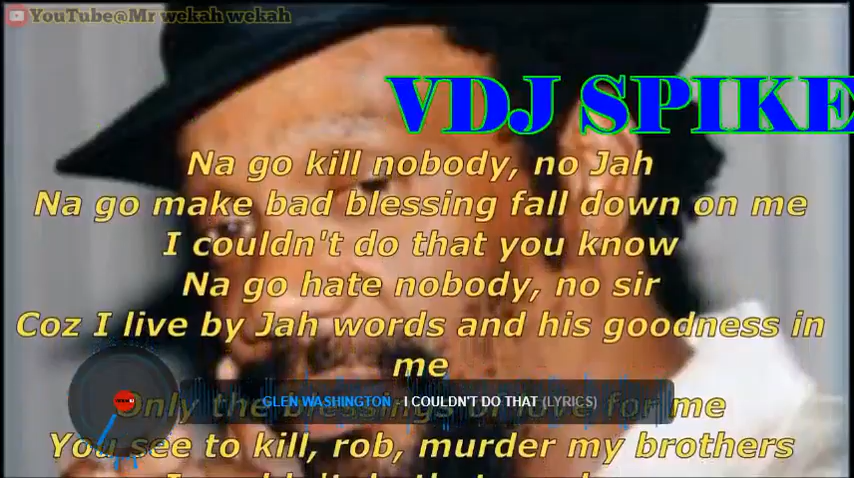 YouTube@Mr wekah wekah
VDJ SPIKE
Na go kill nobody, no Jah
Na go make bad blessing fall down on me
I couldn't do that you know
Na go hate nobody, no sir
Coz I live by Jah words and his goodness in
me
GLEN WASHINGTON - I COULDN'T DO THAT (LYRICS)
Only the blessings of love for me
You see to kill, rob, murder my brothers